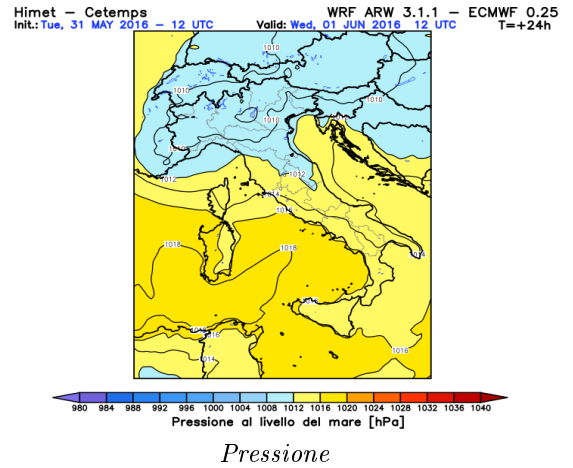 Himet – Cetemps WRF ARW 3.1.1 – ECMWF 0.25
Init.: Tue, 31 MAY 2016 – 12 UTC Valid: Wed, 01 JUN 2016 12 UTC T=+24h
1010
1010
1010
1010
1010
1012
1012
1014
1018
1018
1014
1016
1014
1016
980 984 988 992 996 1000 1004 1008 1012 1016 1020 1024 1028 1032 1036 1040
Pressione al livello del mare [hPa]
Pressione